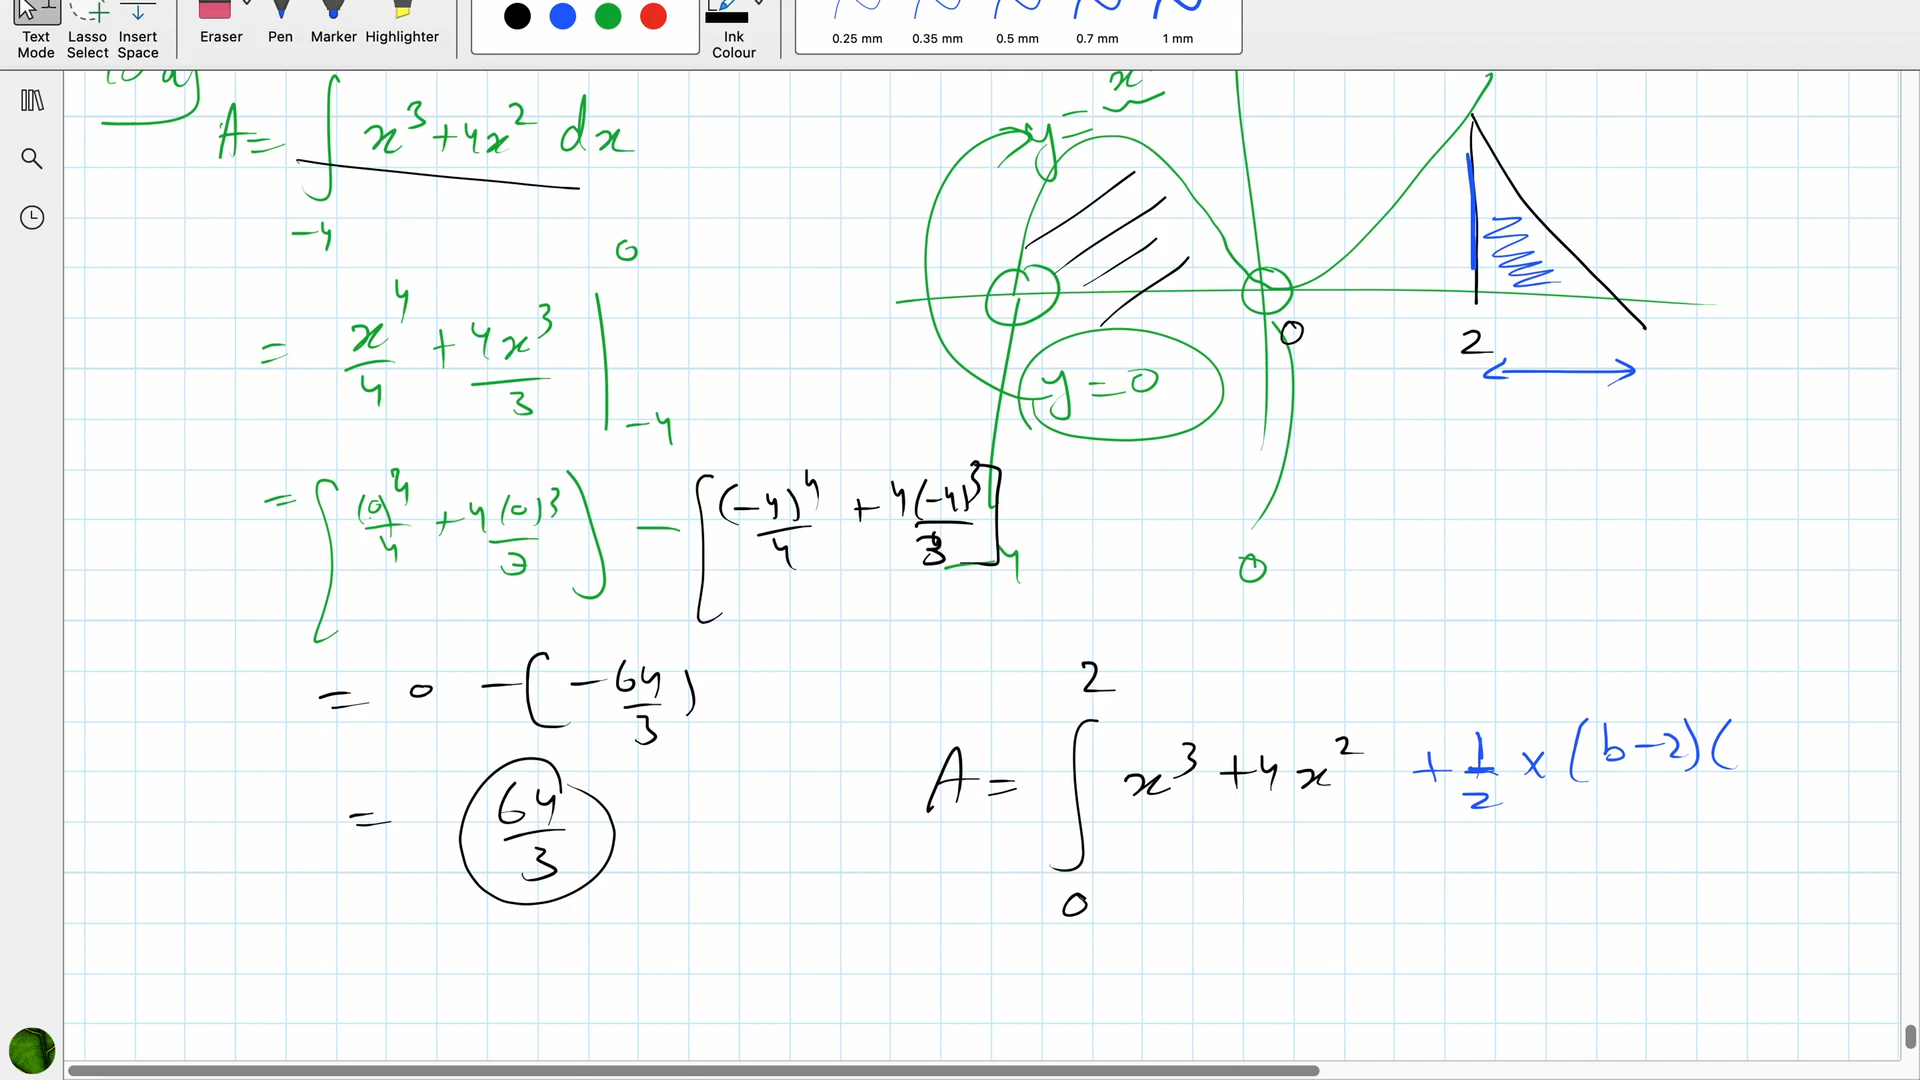 Text Mode
Lasso Select
Insert Space
Eraser
Pen
Marker
Highlighter
Ink Colour
0.25 mm
0.35 mm
0.5 mm
0.7 mm
1 mm
A = ∫_{-4} x³ + 4x² dx
y = x
= x⁴/4 + 4x³/3 |_{-4}^{0}
0
2
y = 0
= [(0)⁴/4 + 4(0)³/3] - [(-4)⁴/4 + 4(-4)³/3]
-4
0
= 0 - (-64/3)
= 64/3
A = ∫_{0}^{2} x³ + 4x² + 1/2 × (b-2)(